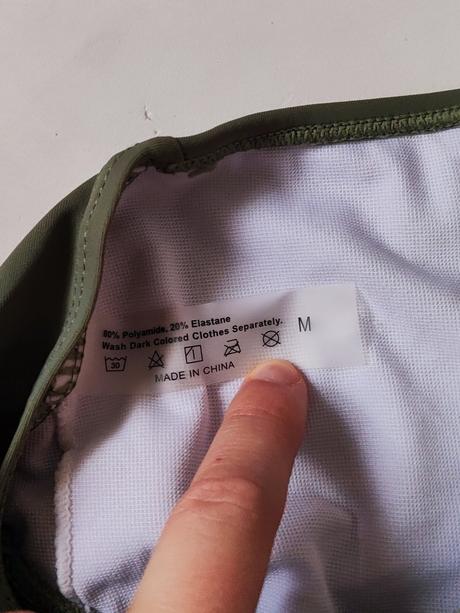 80% Polyamide, 20% Elastane
Wash Dark Colored Clothes Separately.
M
30
MADE IN CHINA